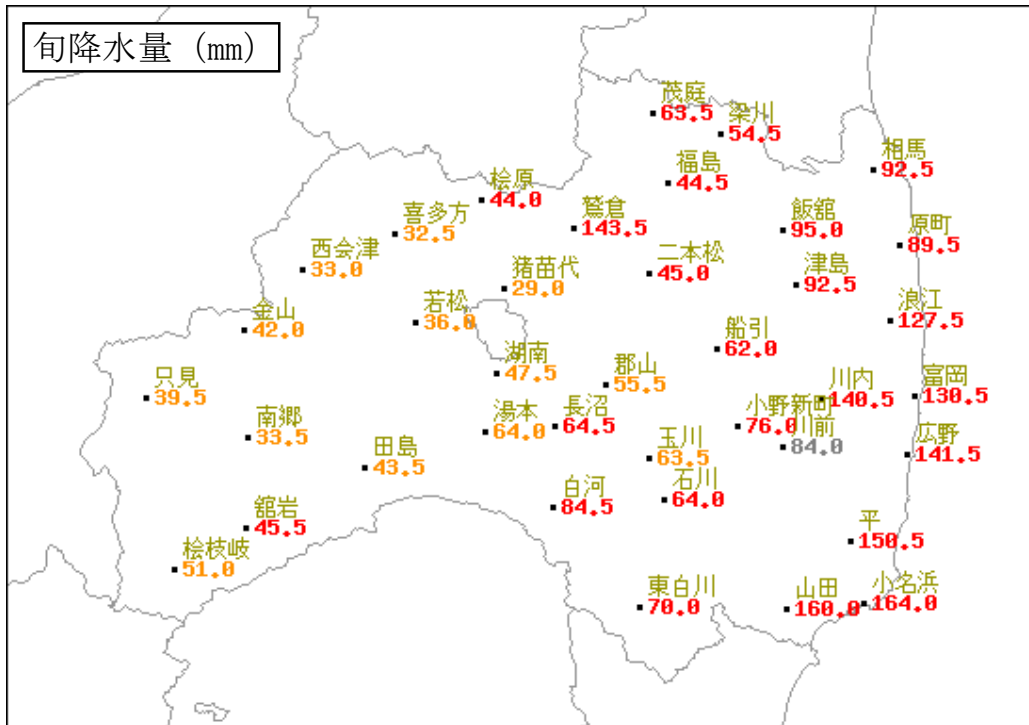 旬降水量 (mm)
茂庭
63.5
梁川
54.5
相馬
92.5
福島
44.5
桧原
44.0
鷲倉
143.5
飯舘
95.0
喜多方
32.5
原町
89.5
西会津
33.0
二本松
45.0
猪苗代
29.0
津島
92.5
金山
42.0
若松
36.0
浪江
127.5
船引
62.0
湖南
47.5
郡山
55.5
只見
39.5
川内
140.5
富岡
130.5
南郷
33.5
湯本
64.0
長沼
64.5
小野新町
76.0
川前
84.0
広野
141.5
田島
43.5
玉川
63.5
石川
64.0
白河
84.5
舘岩
45.5
平
150.5
桧枝岐
51.0
東白川
70.0
山田
160.0
小名浜
164.0